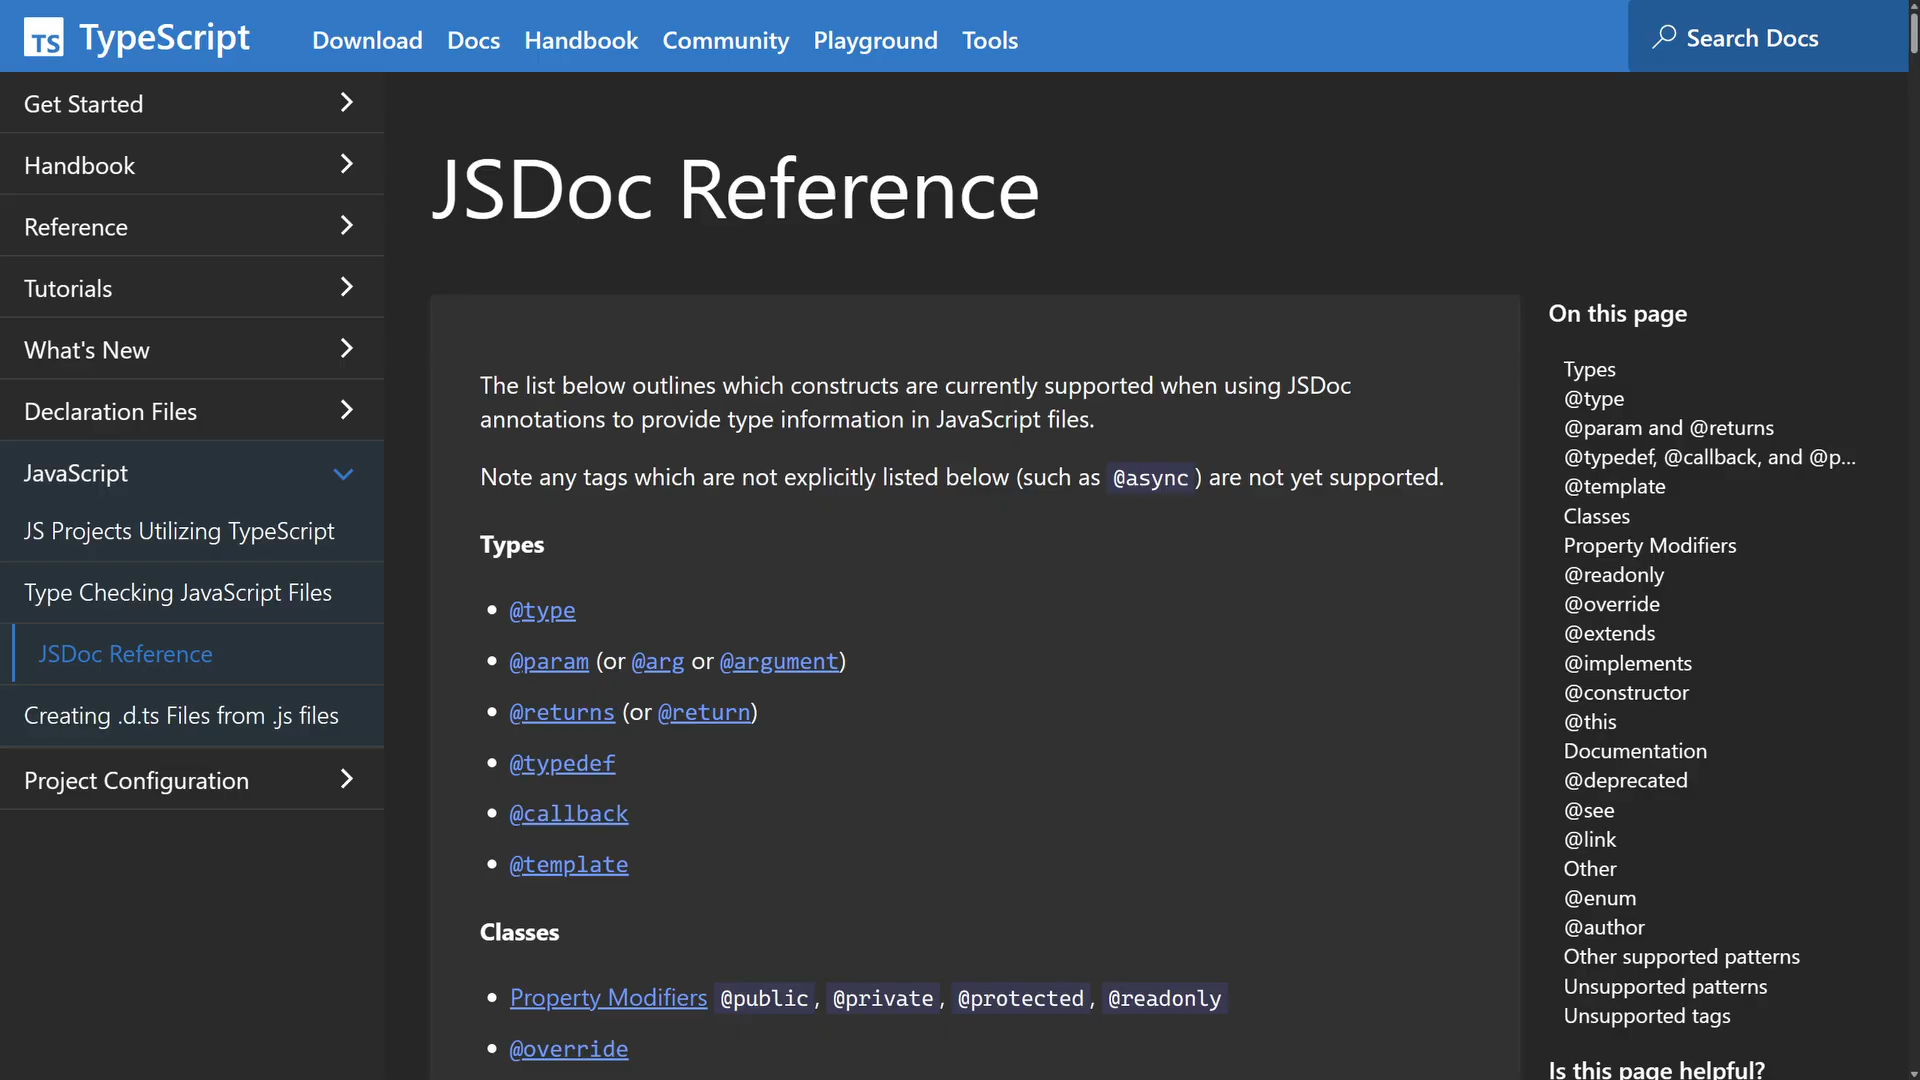 TS TypeScript
Download Docs Handbook Community Playground Tools
Search Docs
Get Started
Handbook
Reference
Tutorials
What's New
Declaration Files
JavaScript
JS Projects Utilizing TypeScript
Type Checking JavaScript Files
JSDoc Reference
Creating .d.ts Files from .js files
Project Configuration
JSDoc Reference
The list below outlines which constructs are currently supported when using JSDoc
annotations to provide type information in JavaScript files.
Note any tags which are not explicitly listed below (such as @async) are not yet supported.
Types
@type
@param (or @arg or @argument)
@returns (or @return)
@typedef
@callback
@template
Classes
Property Modifiers @public, @private, @protected, @readonly
@override
On this page
Types
@type
@param and @returns
@typedef, @callback, and @p...
@template
Classes
Property Modifiers
@readonly
@override
@extends
@implements
@constructor
@this
Documentation
@deprecated
@see
@link
Other
@enum
@author
Other supported patterns
Unsupported patterns
Unsupported tags
Is this page helpful?